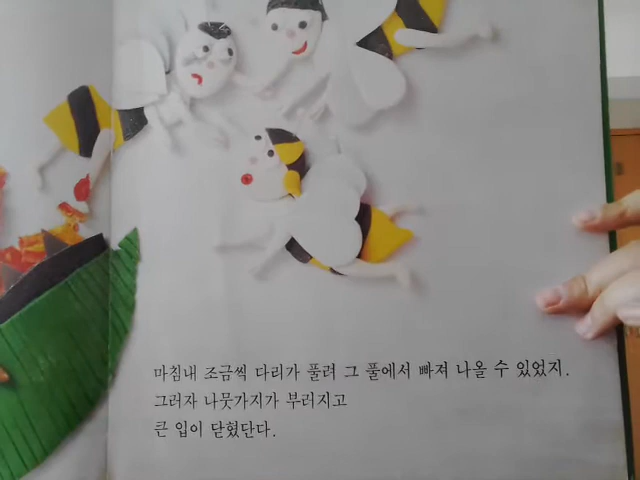 마침내 조금씩 다리가 풀려 그 풀에서 빠져 나올 수 있었지.
그러자 나뭇가지가 부러지고
큰 입이 닫혔단다.